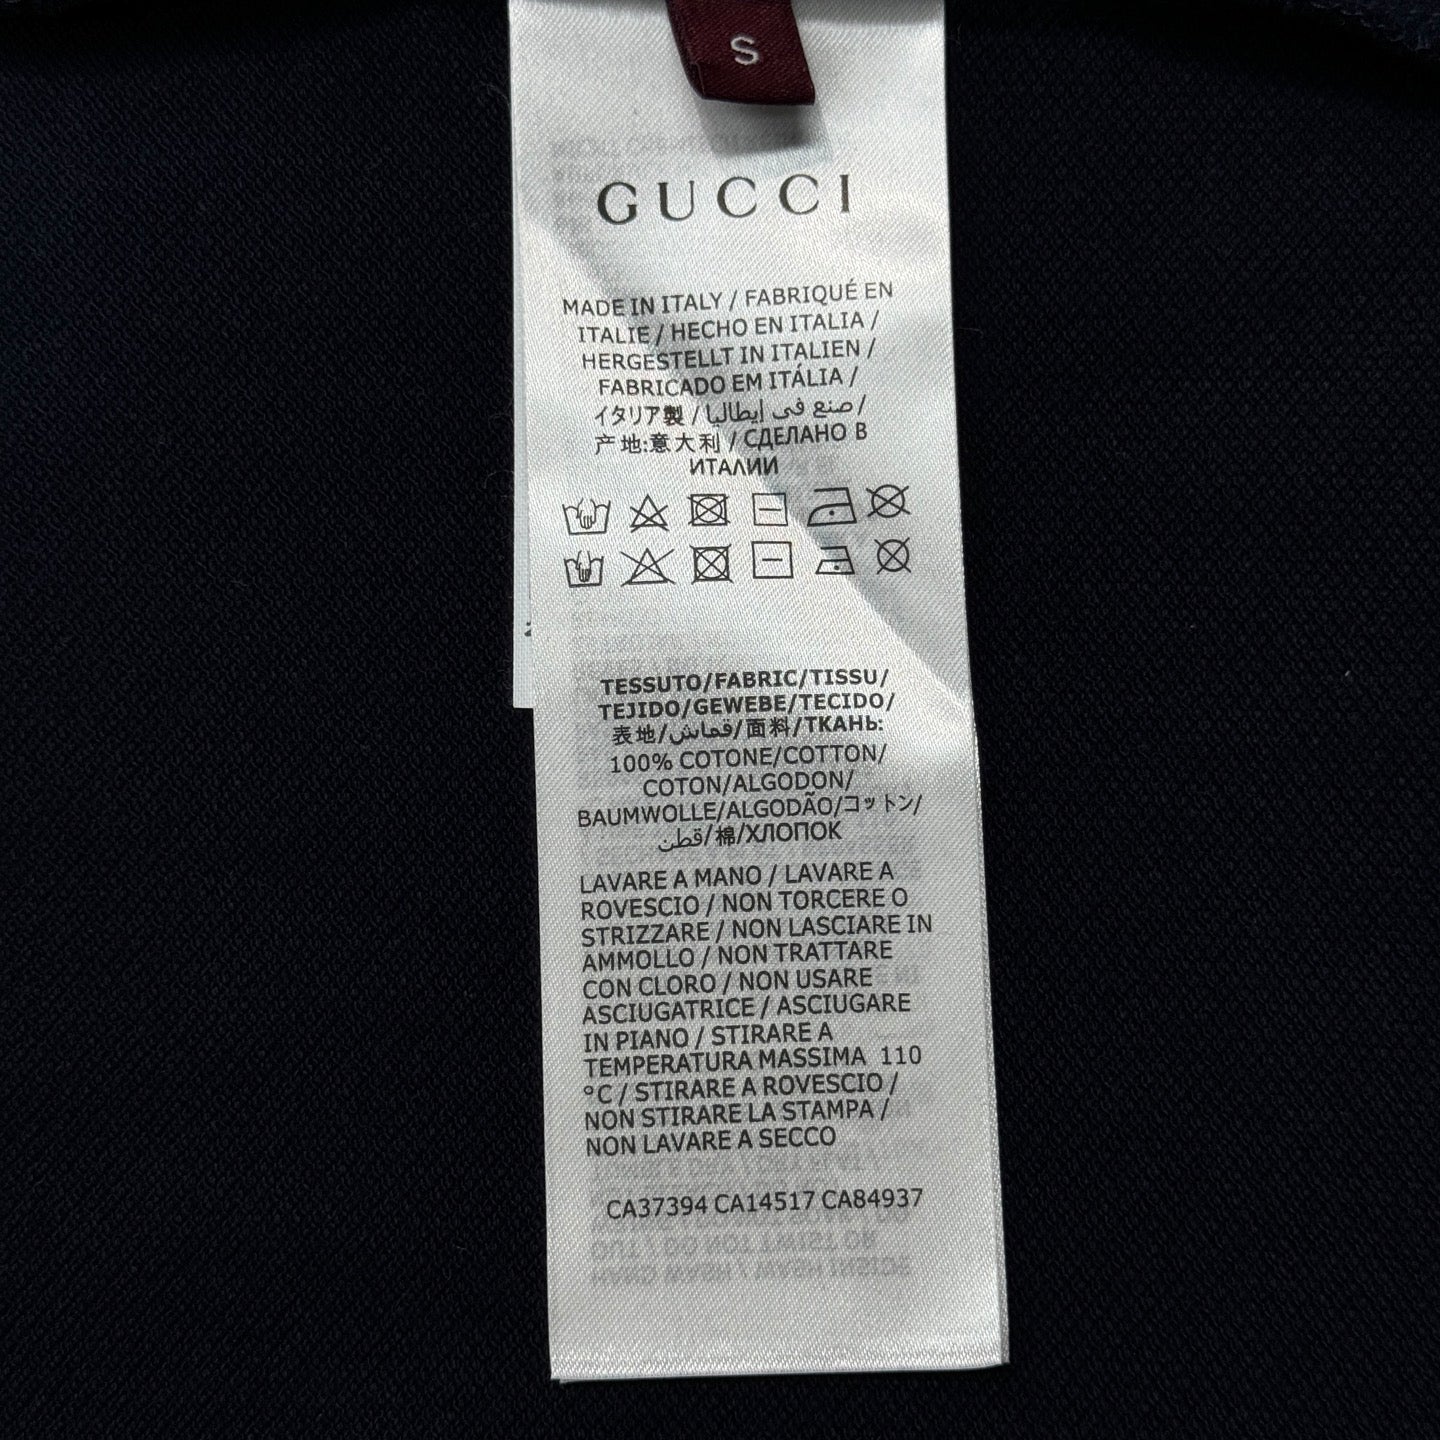 S
GUCCI
MADE IN ITALY / FABRIQUÉ EN
ITALIE / HECHO EN ITALIA /
HERGESTELLT IN ITALIEN /
FABRICADO EM ITÁLIA /
イタリア製 / صنع في إيطاليا /
产地:意大利 / СДЕЛАНО В
ИТАЛИИ
TESSUTO/FABRIC/TISSU/
TEJIDO/GEWEBE/TECIDO/
表地/قماش/面料/ТКАНЬ:
100% COTONE/COTTON/
COTON/ALGODON/
BAUMWOLLE/ALGODÃO/コットン/
قطن/棉/ХЛОПОК
LAVARE A MANO / LAVARE A
ROVESCIO / NON TORCERE O
STRIZZARE / NON LASCIARE IN
AMMOLLO / NON TRATTARE
CON CLORO / NON USARE
ASCIUGATRICE / ASCIUGARE
IN PIANO / STIRARE A
TEMPERATURA MASSIMA 110
°C / STIRARE A ROVESCIO /
NON STIRARE LA STAMPA /
NON LAVARE A SECCO
CA37394 CA14517 CA84937